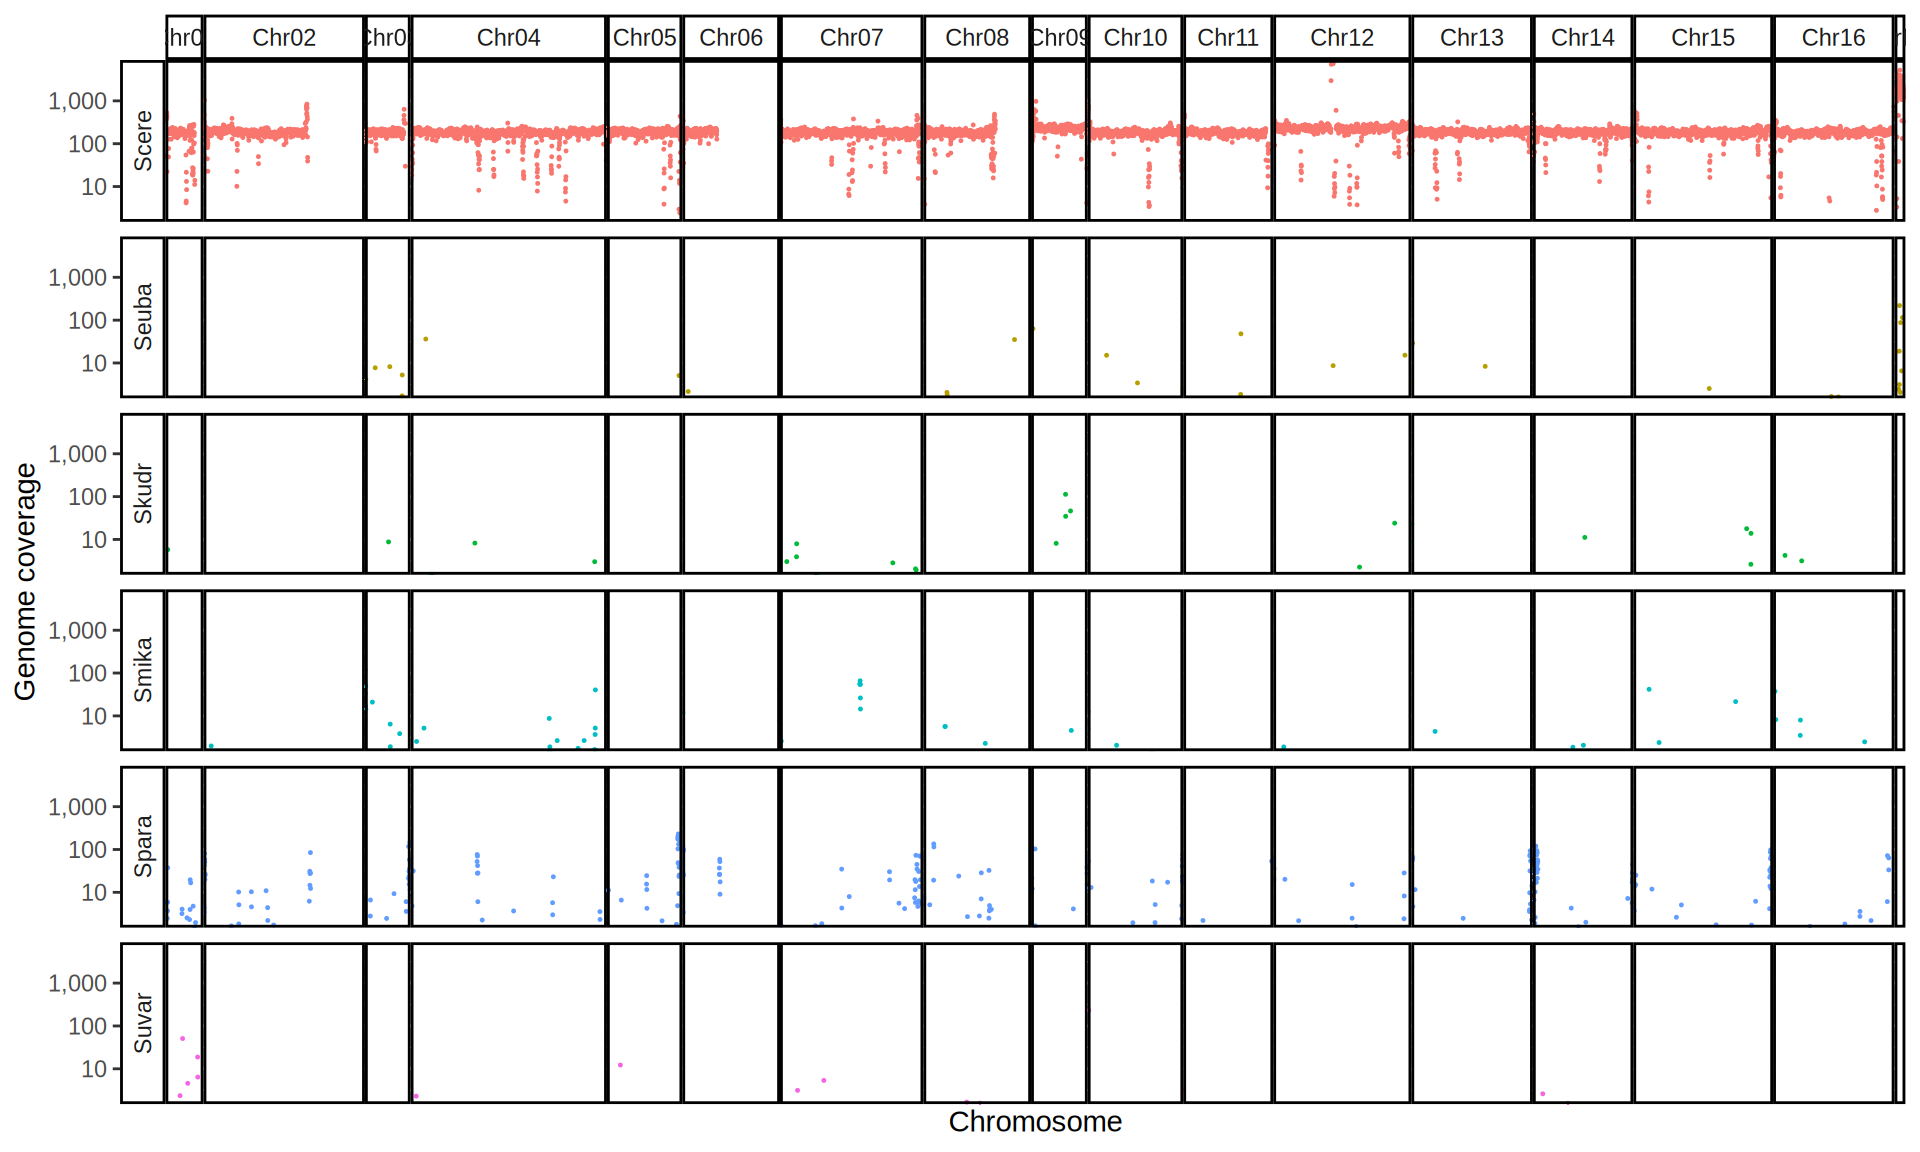 hr0 Chr02 Chr0 Chr04 Chr05 Chr06 Chr07 Chr08 Chr09 Chr10 Chr11 Chr12 Chr13 Chr14 Chr15 Chr16
Scere
1,000
100
10
Seuba
1,000
100
10
Skudr
1,000
100
10
Smika
1,000
100
10
Spara
1,000
100
10
Suvar
1,000
100
10
Genome coverage
Chromosome